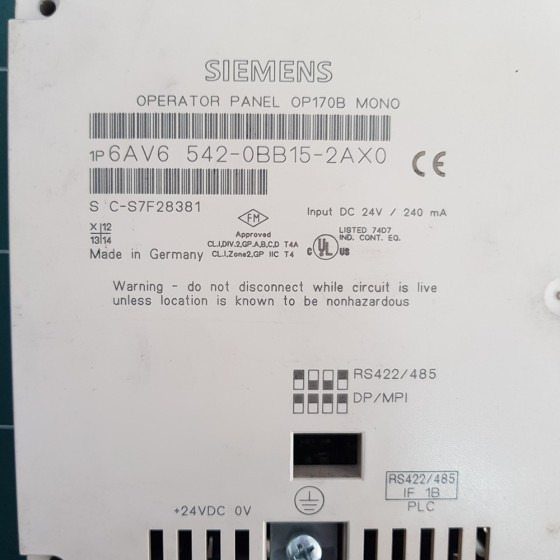 SIEMENS
OPERATOR PANEL OP170B MONO
1P 6AV6 542-0BB15-2AX0
CE
S C-S7F28381
FM
Approved
CL.I,DIV.2,GP.A,B,C,D T4A
CL.I,Zone2,GP IIC T4
Input DC 24V / 240 mA
C UL US
LISTED 74D7
IND. CONT. EQ.
X 12
13 14
Made in Germany
Warning - do not disconnect while circuit is live
unless location is known to be nonhazardous
RS422/485
DP/MPI
RS422/485
IF 1B
PLC
+24VDC 0V